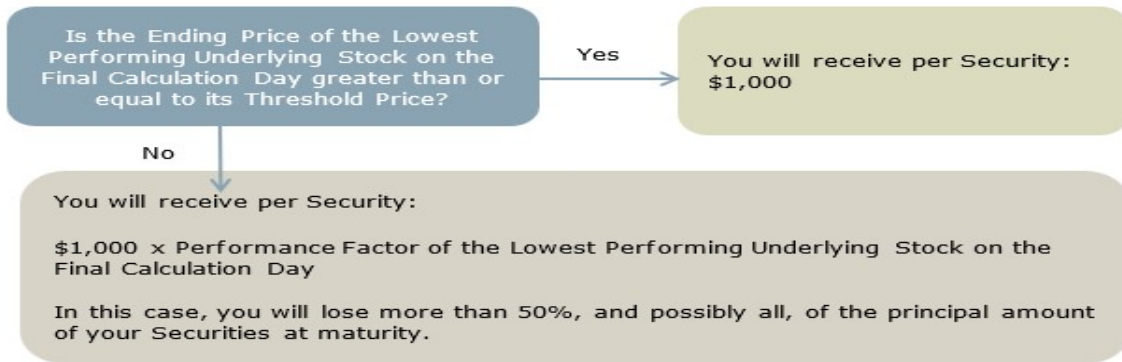 Is the Ending Price of the Lowest
Performing Underlying Stock on the
Final Calculation Day greater than or
equal to its Threshold Price?
Yes
You will receive per Security:
$1,000
No
You will receive per Security:
$1,000 x Performance Factor of the Lowest Performing Underlying Stock on the
Final Calculation Day
In this case, you will lose more than 50%, and possibly all, of the principal amount
of your Securities at maturity.